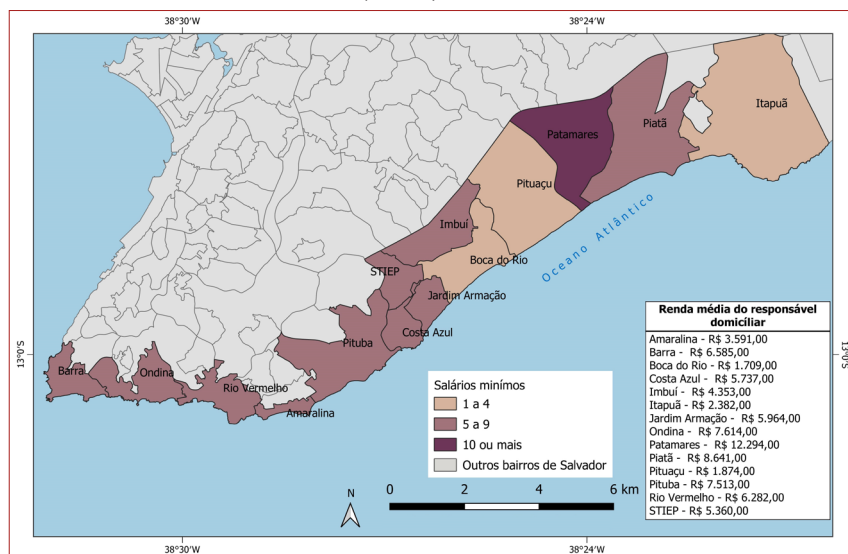 38°30'W
38°24'W
Itapuã
Piatã
Patamares
Pituaçu
Oceano Atlântico
Imbuí
Boca do Rio
STIEP
Jardim Armação
Costa Azul
Pituba
13°0'S
13°0'S
Barra
Ondina
Rio Vermelho
Amaralina
Renda média do responsável
domicíliar
Amaralina - R$ 3.591,00
Barra - R$ 6.585,00
Boca do Rio - R$ 1.709,00
Costa Azul - R$ 5.737,00
Imbuí - R$ 4.353,00
Itapuã - R$ 2.382,00
Jardim Armação - R$ 5.964,00
Ondina - R$ 7.614,00
Patamares - R$ 12.294,00
Piatã - R$ 8.641,00
Pituaçu - R$ 1.874,00
Pituba - R$ 7.513,00
Rio Vermelho - R$ 6.282,00
STIEP - R$ 5.360,00
Salários minímos
1 a 4
5 a 9
10 ou mais
Outros bairros de Salvador
N
0 2 4 6 km
38°30'W
38°24'W